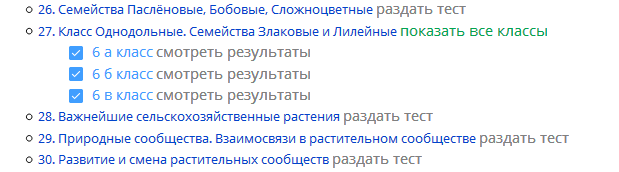 26. Семейства Паслёновые, Бобовые, Сложноцветные раздать тест
27. Класс Однодольные. Семейства Злаковые и Лилейные показать все классы
6 а класс смотреть результаты
6 б класс смотреть результаты
6 в класс смотреть результаты
28. Важнейшие сельскохозяйственные растения раздать тест
29. Природные сообщества. Взаимосвязи в растительном сообществе раздать тест
30. Развитие и смена растительных сообществ раздать тест